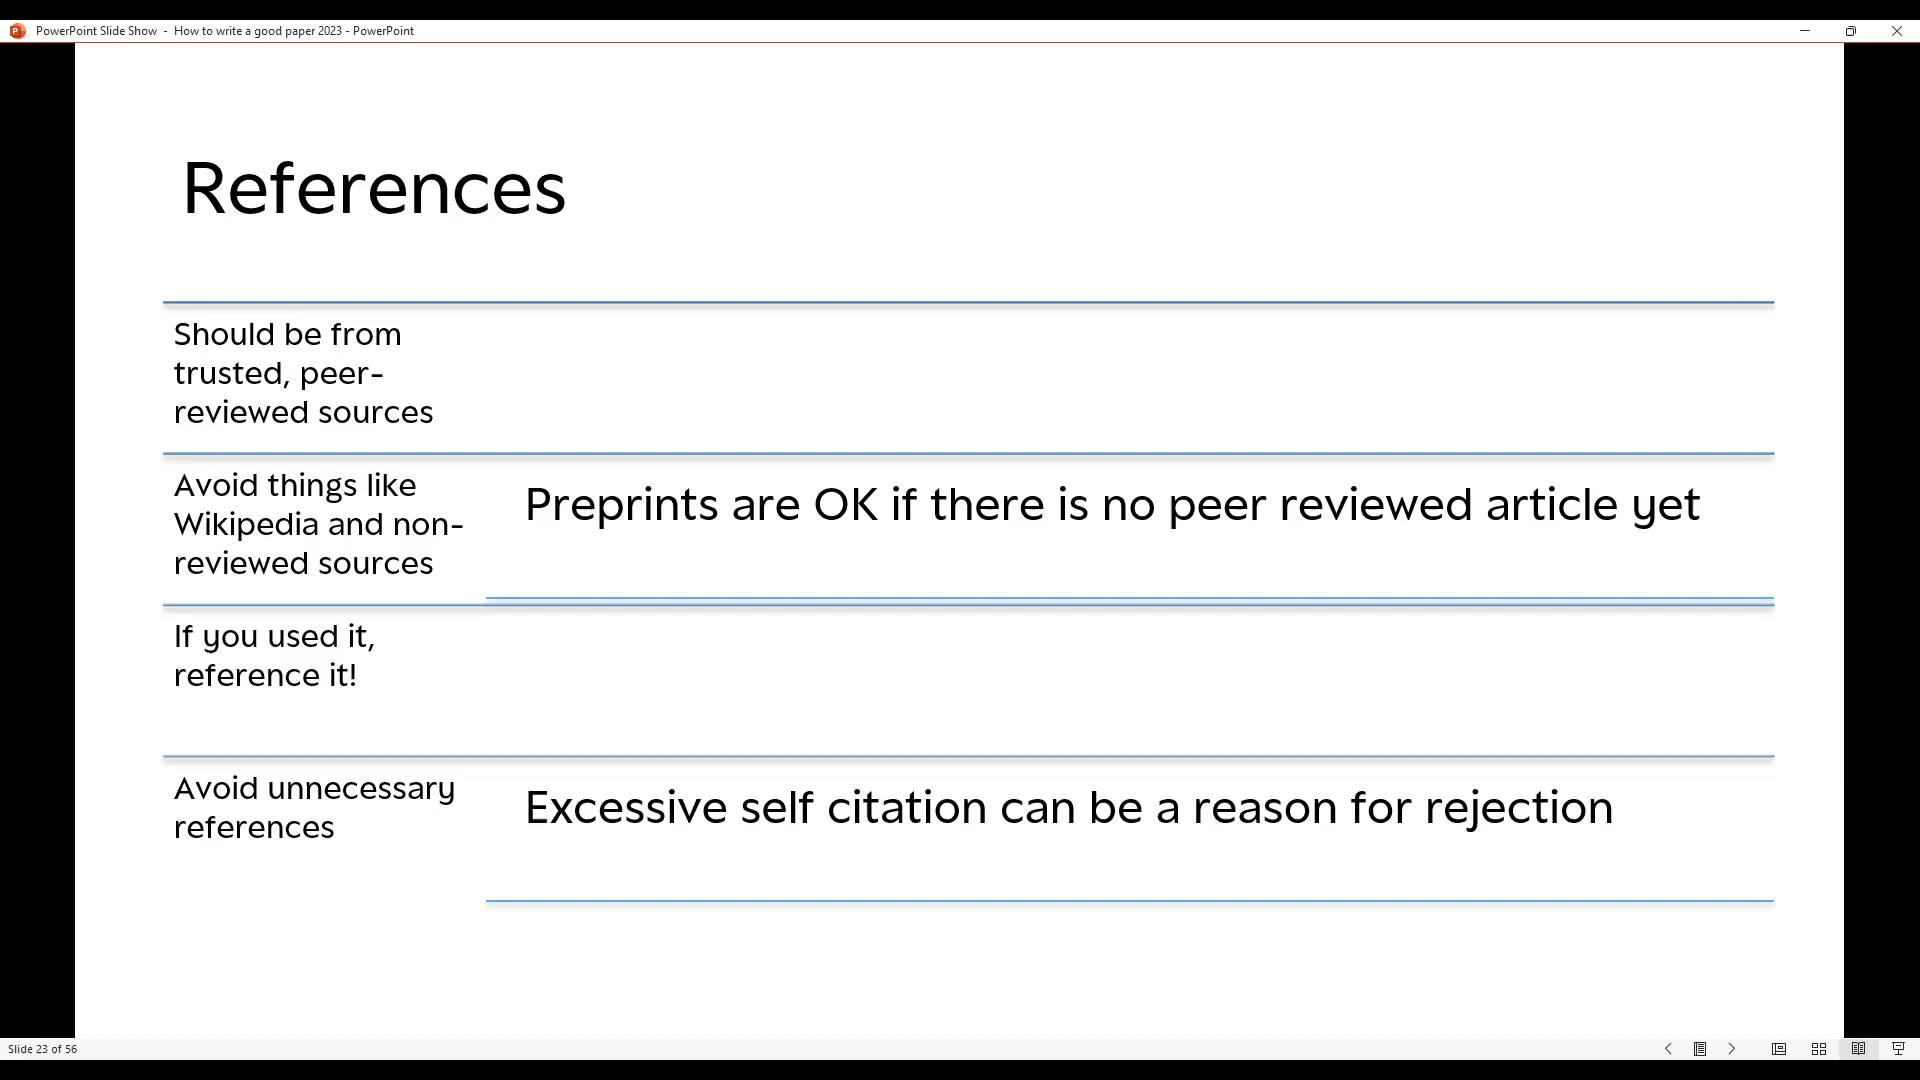 PowerPoint Slide Show - How to write a good paper 2023 - PowerPoint
References
Should be from
trusted, peer-
reviewed sources
Avoid things like
Wikipedia and non-
reviewed sources
Preprints are OK if there is no peer reviewed article yet
If you used it,
reference it!
Avoid unnecessary
references
Excessive self citation can be a reason for rejection
Slide 23 of 56